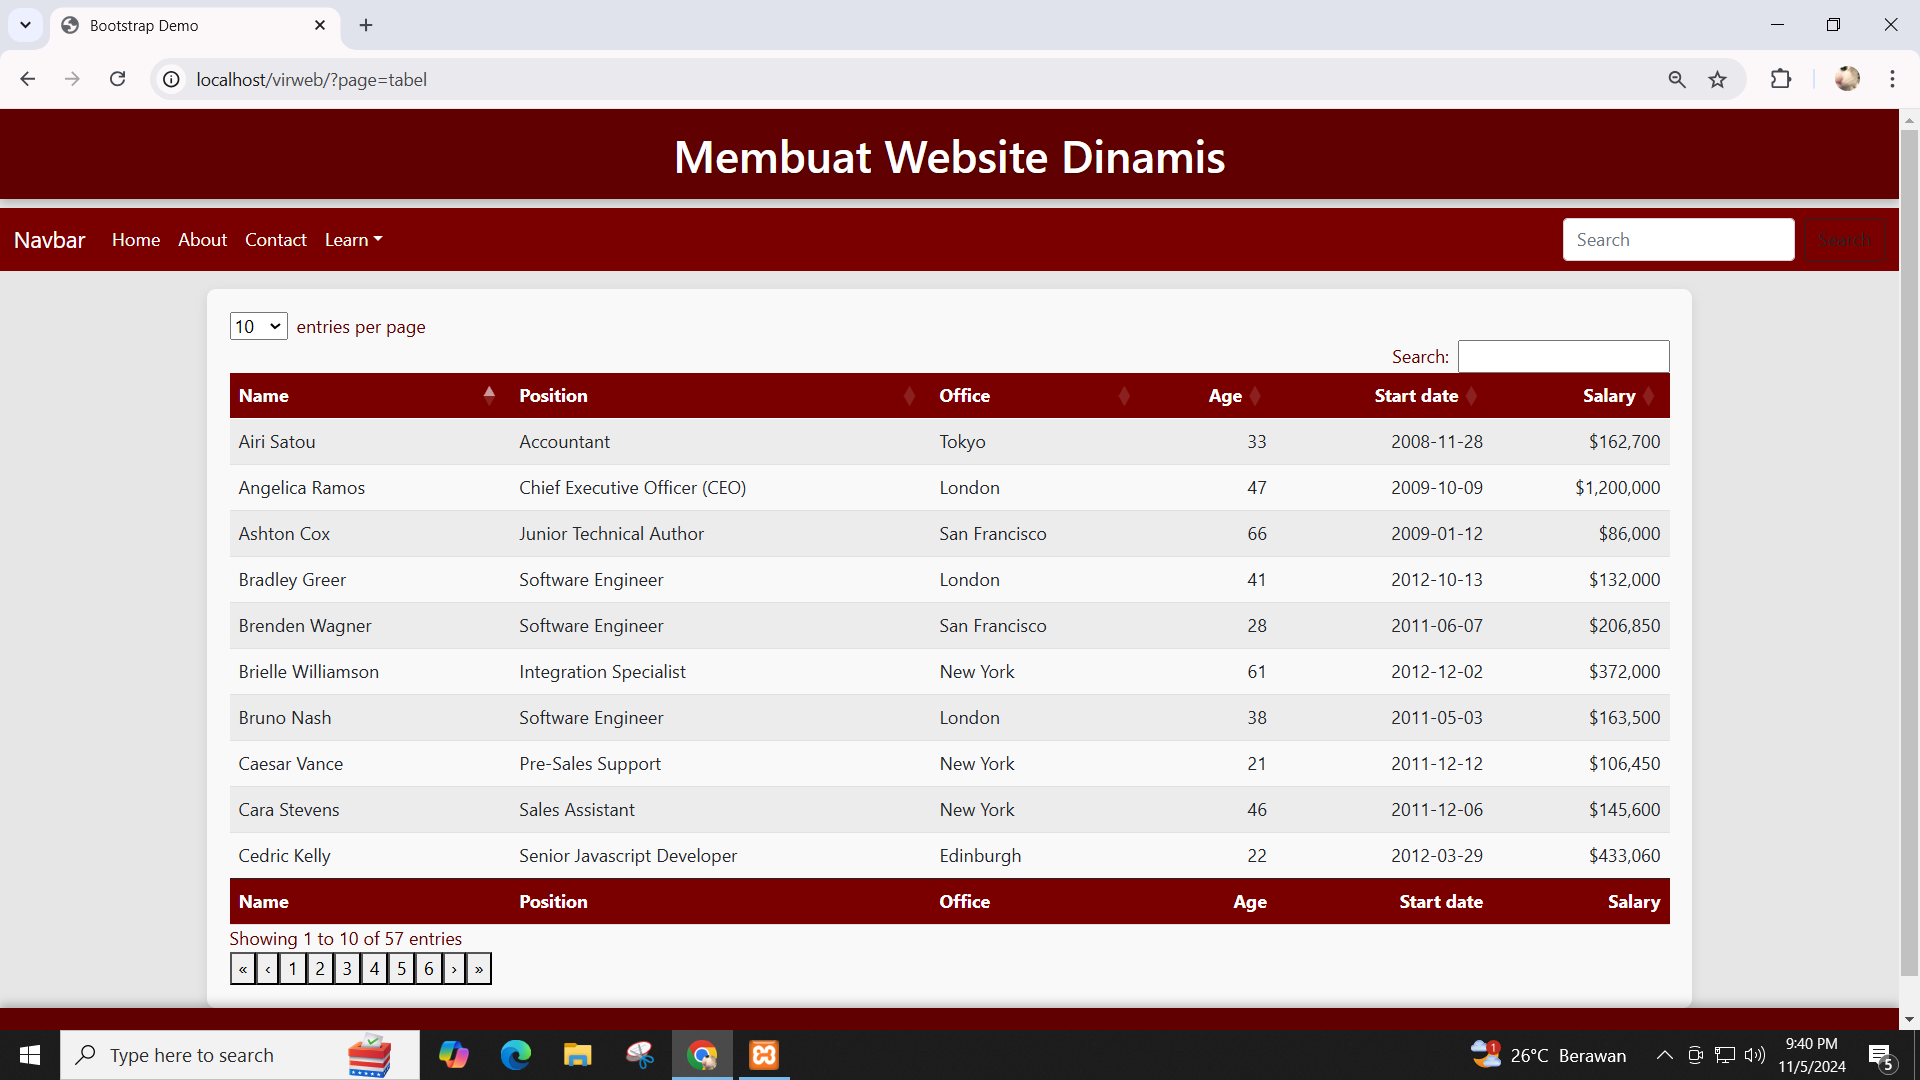 Bootstrap Demo
localhost/virweb/?page=tabel
Membuat Website Dinamis
Navbar Home About Contact Learn Search Search
10 entries per page
Search:
Name Position Office Age Start date Salary
Airi Satou Accountant Tokyo 33 2008-11-28 $162,700
Angelica Ramos Chief Executive Officer (CEO) London 47 2009-10-09 $1,200,000
Ashton Cox Junior Technical Author San Francisco 66 2009-01-12 $86,000
Bradley Greer Software Engineer London 41 2012-10-13 $132,000
Brenden Wagner Software Engineer San Francisco 28 2011-06-07 $206,850
Brielle Williamson Integration Specialist New York 61 2012-12-02 $372,000
Bruno Nash Software Engineer London 38 2011-05-03 $163,500
Caesar Vance Pre-Sales Support New York 21 2011-12-12 $106,450
Cara Stevens Sales Assistant New York 46 2011-12-06 $145,600
Cedric Kelly Senior Javascript Developer Edinburgh 22 2012-03-29 $433,060
Name Position Office Age Start date Salary
Showing 1 to 10 of 57 entries
« ‹ 1 2 3 4 5 6 › »
Type here to search 1 26°C Berawan 9:40 PM
11/5/2024 5